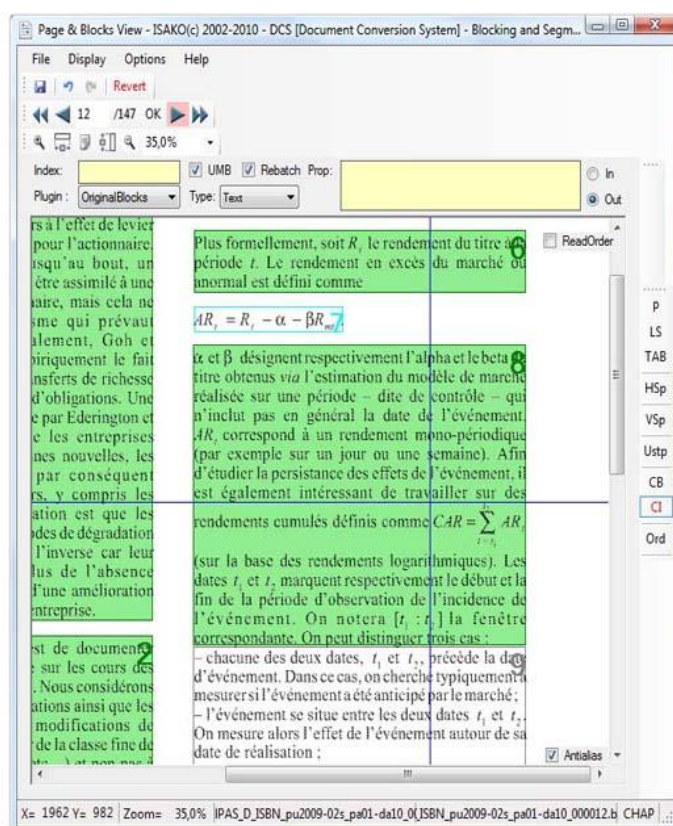 Page & Blocks View - ISAKO(c) 2002-2010 - DCS [Document Conversion System] - Blocking and Segm...
File Display Options Help
Revert
12 /147 OK
35,0%
Index: UMB Rebatch Prop: In
Plugin : OriginalBlocks Type: Text Out
ReadOrder
rs à l'effet de levier
pour l'actionnaire.
usqu'au bout, un
être assimilé à une
naire, mais cela ne
sme qui prévaut
alement, Goh et
piriquement le fait
nsferts de richesse
d'obligations. Une
e par Ederington et
e les entreprises
nes nouvelles, les
par conséquent
rs, y compris les
ation est que les
odes de dégradation
l'inverse car leur
lus de l'absence
d'une amélioration
entreprise.
2
est de documenter
sur les cours des
. Nous considérons
ations ainsi que les
modifications de
de la classe fine de
6
Plus formellement, soit R_t le rendement du titre à la
période t. Le rendement en excès du marché ou
anormal est défini comme
7
AR_t = R_t − α − βR_mt
8
α et β désignent respectivement l'alpha et le beta
titre obtenus via l'estimation du modèle de marché
réalisée sur une période – dite de contrôle – qui
n'inclut pas en général la date de l'événement.
AR_t correspond à un rendement mono-périodique
(par exemple sur un jour ou une semaine). Afin
d'étudier la persistance des effets de l'événement, il
est également intéressant de travailler sur des
rendements cumulés définis comme CAR = ∑ AR_t
(sur la base des rendements logarithmiques). Les
dates t_1 et t_2 marquent respectivement le début et la
fin de la période d'observation de l'incidence de
l'événement. On notera [t_1 : t_2] la fenêtre
correspondante. On peut distinguer trois cas :
9
– chacune des deux dates, t_1 et t_2, précède la date
d'événement. Dans ce cas, on cherche typiquement à
mesurer si l'événement a été anticipé par le marché ;
– l'événement se situe entre les deux dates t_1 et t_2.
On mesure alors l'effet de l'événement autour de sa
date de réalisation ;
Antialias
P
LS
TAB
HSp
VSp
Ustp
CB
CI
Ord
X= 1962 Y= 982 Zoom= 35,0% IPAS_D_ISBN_pu2009-02s_pa01-da10_0( ISBN_pu2009-02s_pa01-da10_000012.b CHAP